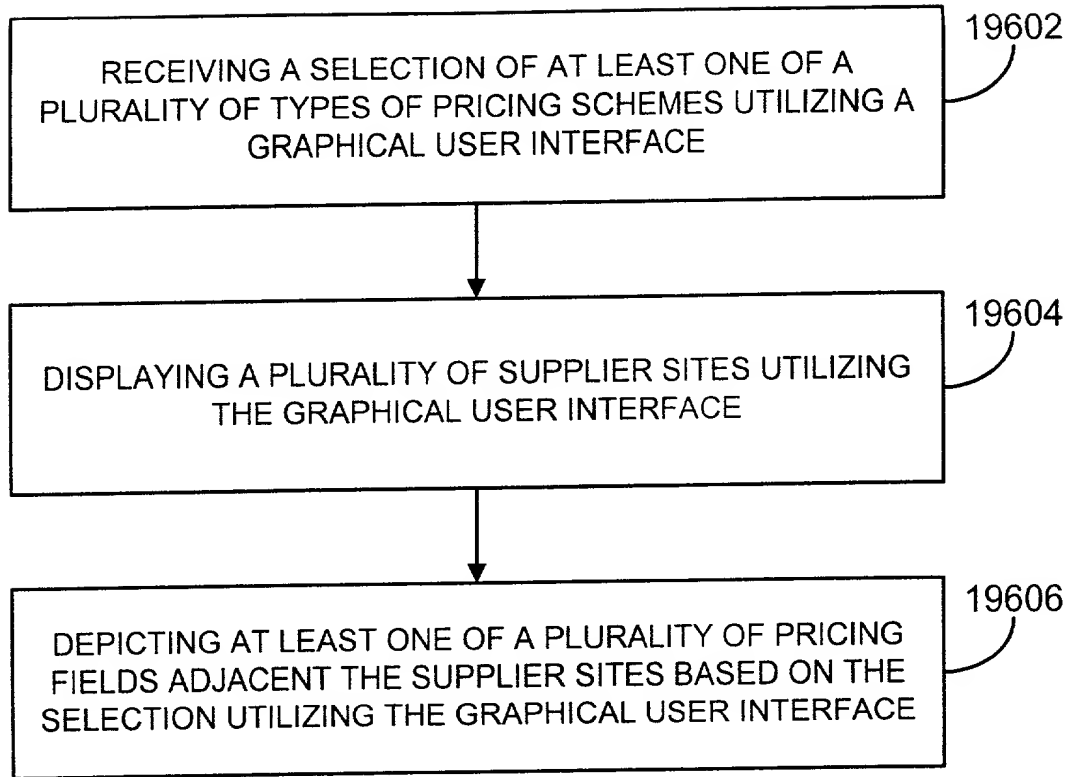 19602
RECEIVING A SELECTION OF AT LEAST ONE OF A
PLURALITY OF TYPES OF PRICING SCHEMES UTILIZING A
GRAPHICAL USER INTERFACE
19604
DISPLAYING A PLURALITY OF SUPPLIER SITES UTILIZING
THE GRAPHICAL USER INTERFACE
19606
DEPICTING AT LEAST ONE OF A PLURALITY OF PRICING
FIELDS ADJACENT THE SUPPLIER SITES BASED ON THE
SELECTION UTILIZING THE GRAPHICAL USER INTERFACE